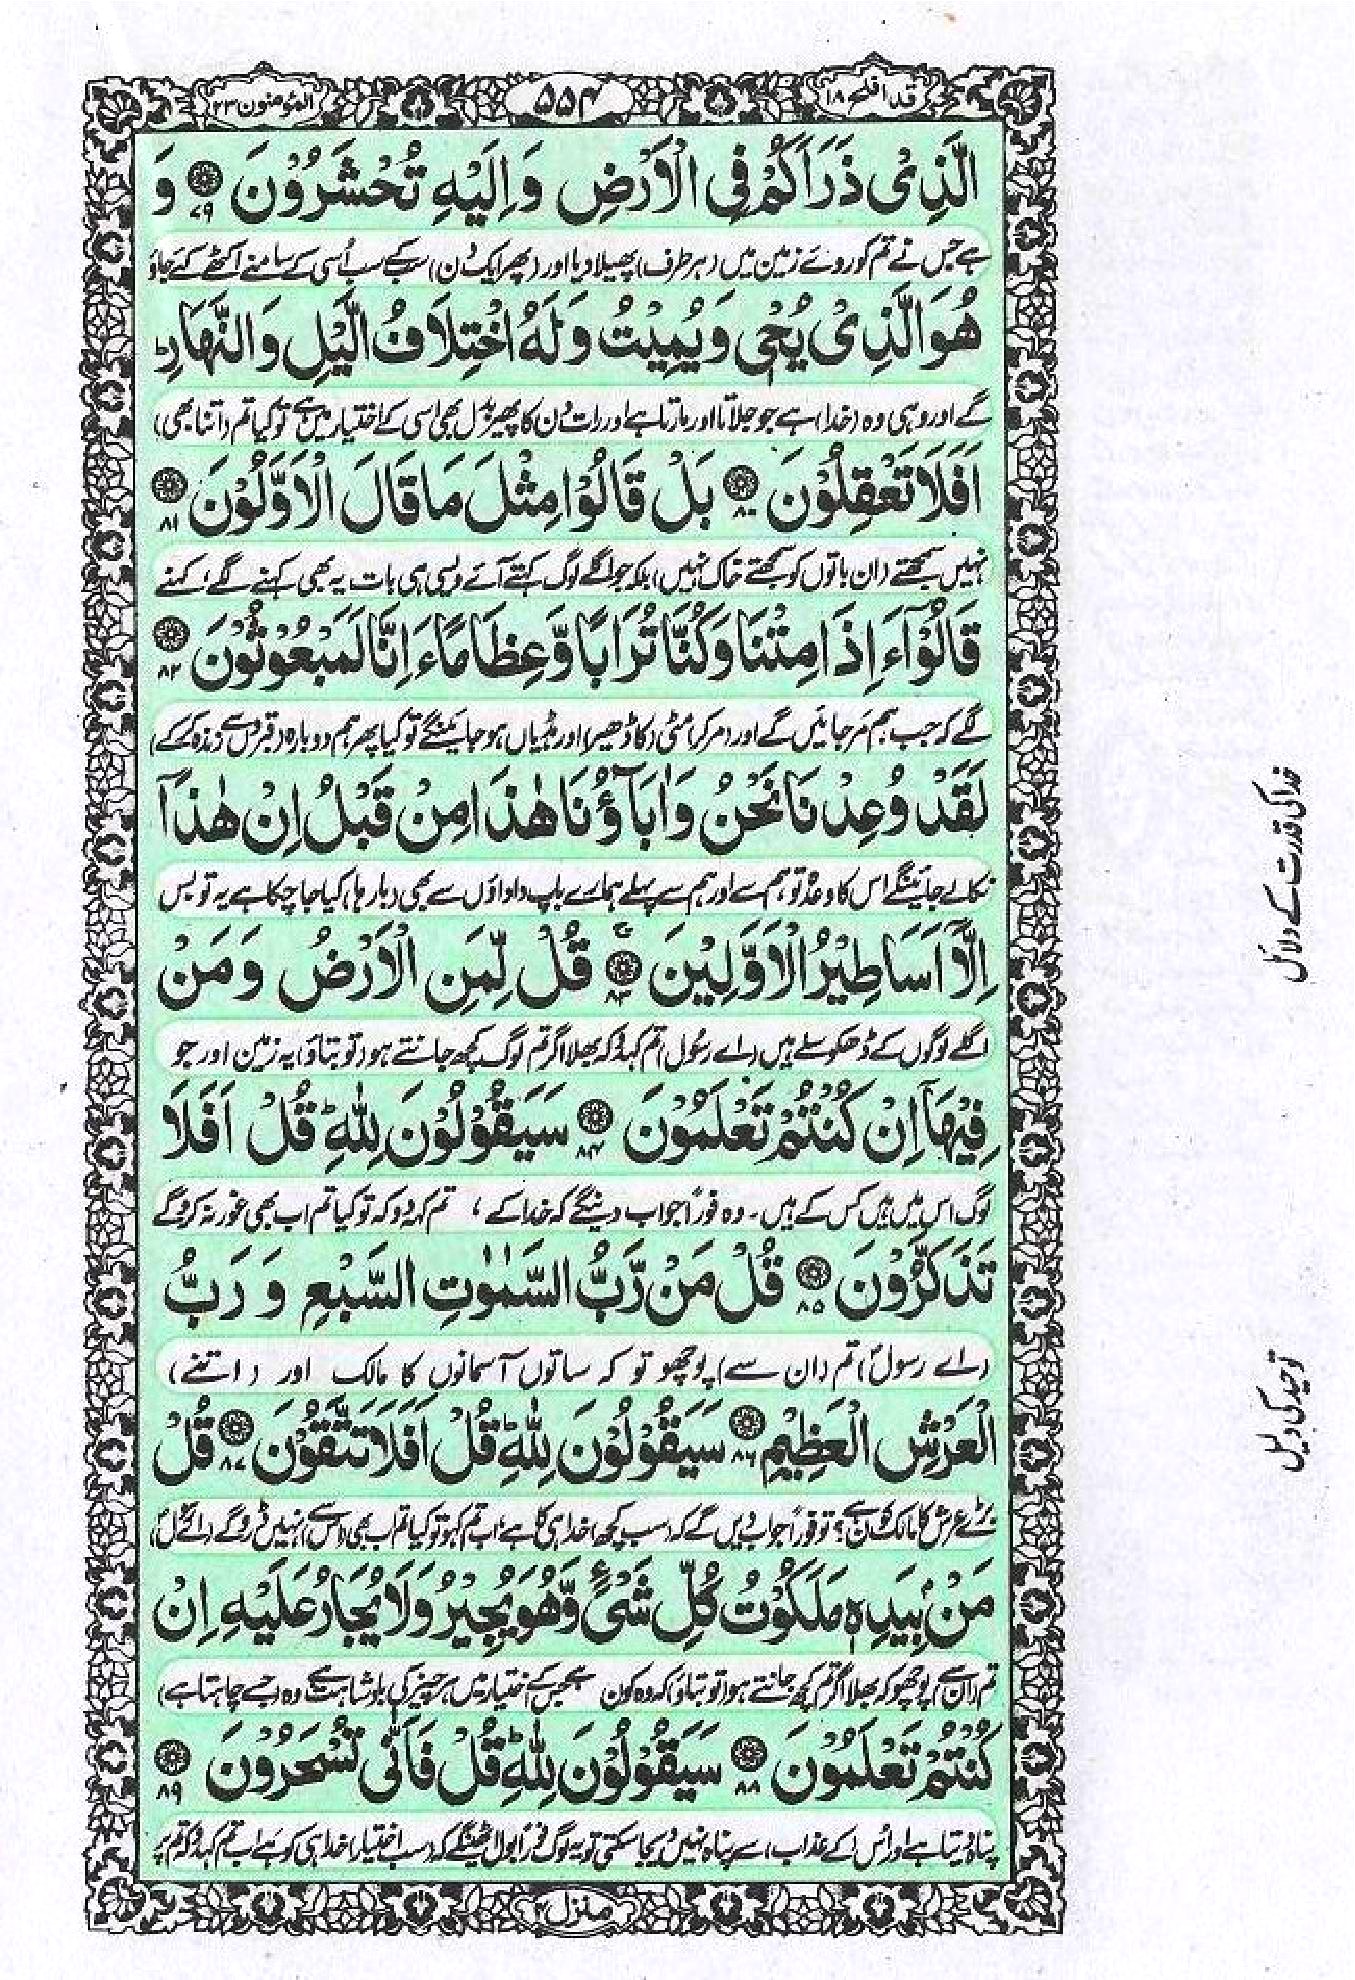 قد افلح ۱۸
۵۵۴
المؤمنون ۲۳
الَّذِیْ ذَرَاَكُمْ فِی الْاَرْضِ وَاِلَیْهِ تُحْشَرُوْنَ ۷۹ وَ
ہے جس نے تم کو روئے زمین میں (ہر طرف) پھیلا دیا اور (پھر ایک دن) سب کے سب اُسی کے سامنے اکٹھے کئے جاؤ
هُوَ الَّذِیْ یُحْیٖ وَیُمِیْتُ وَلَهُ اخْتِلَافُ الَّیْلِ وَالنَّهَارِؕ
گے اور وہی وہ (خدا) ہے جو جلاتا اور مارتا ہے اور رات دن کا پھیر بدل بھی اسی کے اختیار میں ہے تو کیا تم (اتنا بھی)
اَفَلَا تَعْقِلُوْنَ ۸۰ بَلْ قَالُوْا مِثْلَ مَا قَالَ الْاَوَّلُوْنَ ۸۱
نہیں سمجھتے (ان باتوں کو سمجھتے خاک نہیں) بلکہ جو اگلے لوگ کہتے آئے ویسی ہی بات یہ بھی کہنے لگے، کہنے
قَالُوْۤا ءَاِذَا مِتْنَا وَكُنَّا تُرَابًا وَّعِظَامًا ءَاِنَّا لَمَبْعُوْثُوْنَ ۸۲
لگے کہ جب ہم مر جائیں گے اور (مر کر) مٹی (کا ڈھیر) اور ہڈیاں ہو جائینگے تو کیا پھر ہم دوبارہ (قبروں سے زندہ کر کے)
لَقَدْ وُعِدْنَا نَحْنُ وَاٰبَآؤُنَا هٰذَا مِنْ قَبْلُ اِنْ هٰذَاۤ
نکالے جائینگے اس کا وعدہ تو ہم سے اور ہم سے پہلے ہمارے باپ داداؤں سے بھی (بارہا) کیا جا چکا ہے یہ تو بس
اِلَّاۤ اَسَاطِیْرُ الْاَوَّلِیْنَ ۸۳ قُلْ لِّمَنِ الْاَرْضُ وَمَنْ
اگلے لوگوں کے ڈھکوسلے ہیں (اے رسول) تم کہہ دو کہ بھلا اگر تم لوگ کچھ جانتے ہو (تو بتاؤ) یہ زمین اور جو
فِیْهَاۤ اِنْ كُنْتُمْ تَعْلَمُوْنَ ۸۴ سَیَقُوْلُوْنَ لِلّٰهِؕ قُلْ اَفَلَا
لوگ اس میں ہیں کس کے ہیں۔ وہ فوراً جواب دینگے کہ خدا کے، تم کہہ دو کہ تو کیا تم اب بھی غور نہ کرو گے
تَذَكَّرُوْنَ ۸۵ قُلْ مَنْ رَّبُّ السَّمٰوٰتِ السَّبْعِ وَ رَبُّ
(اے رسول) تم (ان سے) پوچھو تو کہ ساتوں آسمانوں کا مالک اور (اتنے)
الْعَرْشِ الْعَظِیْمِ ۸۶ سَیَقُوْلُوْنَ لِلّٰهِؕ قُلْ اَفَلَا تَتَّقُوْنَ ۸۷ قُلْ
بڑے عرش کا مالک کون ہے؟ تو فوراً جواب دیں گے کہ (سب کچھ) خدا ہی کا ہے، اب تم کہو تو کیا تم اب بھی (اس سے) نہیں ڈرو گے (اے رسول)
مَنْۢ بِیَدِهٖ مَلَكُوْتُ كُلِّ شَیْءٍ وَّهُوَ یُجِیْرُ وَلَا یُجَارُ عَلَیْهِ اِنْ
تم (ان سے) پوچھو کہ بھلا اگر تم کچھ جانتے ہو (تو بتاؤ) کہ وہ کون ہے جس کے اختیار میں ہر چیز کی بادشاہت ہے وہ (جسے چاہتا ہے)
كُنْتُمْ تَعْلَمُوْنَ ۸۸ سَیَقُوْلُوْنَ لِلّٰهِؕ قُلْ فَاَنّٰی تُسْحَرُوْنَ ۸۹
پناہ دیتا ہے اور اُس (کے عذاب) سے پناہ نہیں دیجا سکتی تو یہ لوگ فوراً بول اٹھینگے کہ (سب اختیار) خدا ہی کو ہے اب تم کہہ دو کہ تم پر
منزل ۴
خدا کی قدرت کے دلائل
توحید کی دلیل